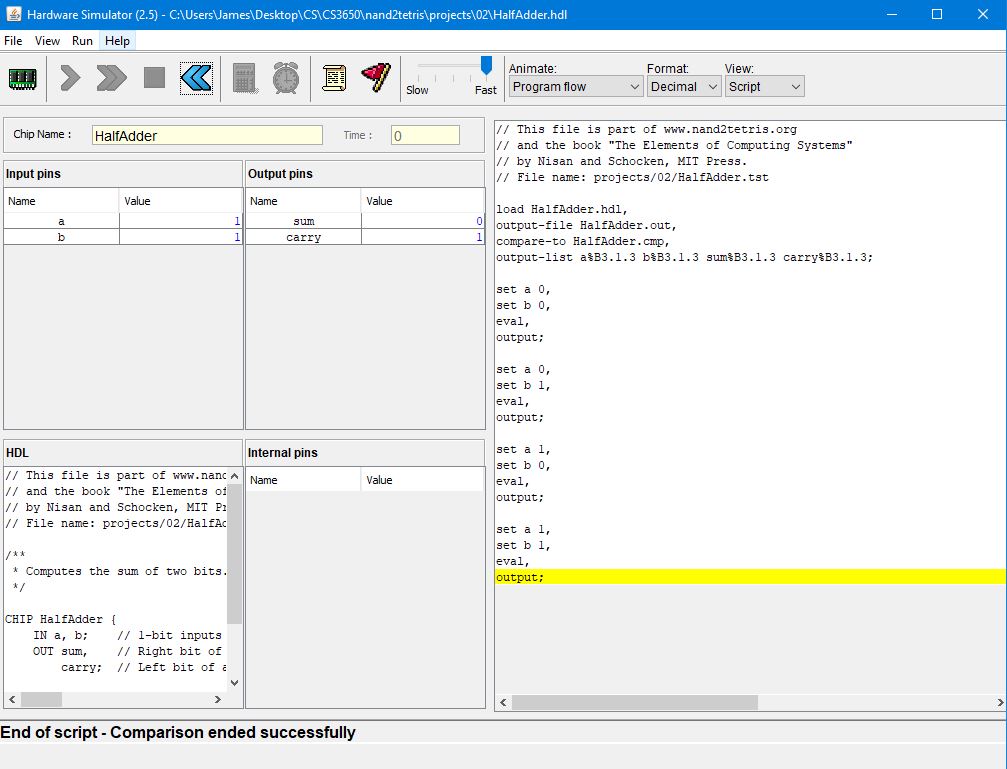 Hardware Simulator (2.5) - C:\Users\James\Desktop\CS\CS3650\nand2tetris\projects\02\HalfAdder.hdl
File View Run Help
Slow Fast
Animate: Format: View:
Program flow Decimal Script
Chip Name : HalfAdder Time : 0
Input pins
Name Value
a 1
b 1
Output pins
Name Value
sum 0
carry 1
HDL
// This file is part of www.nanc
// and the book "The Elements of
// by Nisan and Schocken, MIT Pr
// File name: projects/02/HalfAd
/**
* Computes the sum of two bits.
*/
CHIP HalfAdder {
IN a, b; // 1-bit inputs
OUT sum, // Right bit of
carry; // Left bit of a
Internal pins
Name Value
// This file is part of www.nand2tetris.org
// and the book "The Elements of Computing Systems"
// by Nisan and Schocken, MIT Press.
// File name: projects/02/HalfAdder.tst
load HalfAdder.hdl,
output-file HalfAdder.out,
compare-to HalfAdder.cmp,
output-list a%B3.1.3 b%B3.1.3 sum%B3.1.3 carry%B3.1.3;
set a 0,
set b 0,
eval,
output;
set a 0,
set b 1,
eval,
output;
set a 1,
set b 0,
eval,
output;
set a 1,
set b 1,
eval,
output;
End of script - Comparison ended successfully